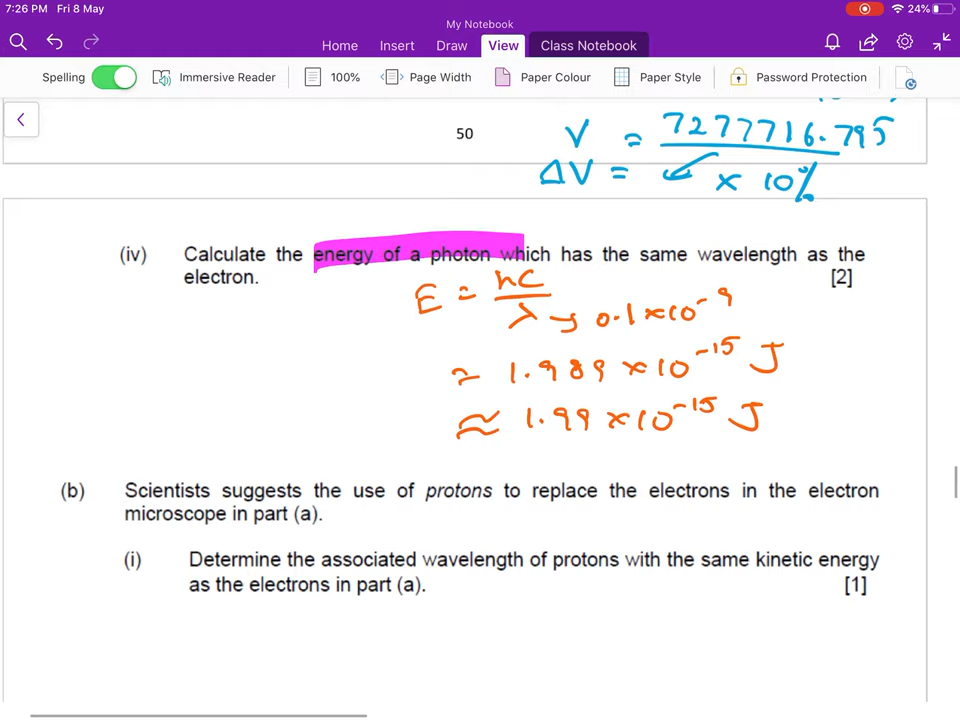 7:26 PM Fri 8 May
24%
My Notebook
Home Insert Draw View Class Notebook
Spelling Immersive Reader 100% Page Width Paper Colour Paper Style Password Protection
50
V = 7277716.795
ΔV = × 10%
(iv) Calculate the energy of a photon which has the same wavelength as the
electron. [2]
E = hc
λ → 0.1×10⁻⁹
= 1.989 × 10⁻¹⁵ J
≈ 1.99 × 10⁻¹⁵ J
(b) Scientists suggests the use of protons to replace the electrons in the electron
microscope in part (a).
(i) Determine the associated wavelength of protons with the same kinetic energy
as the electrons in part (a). [1]